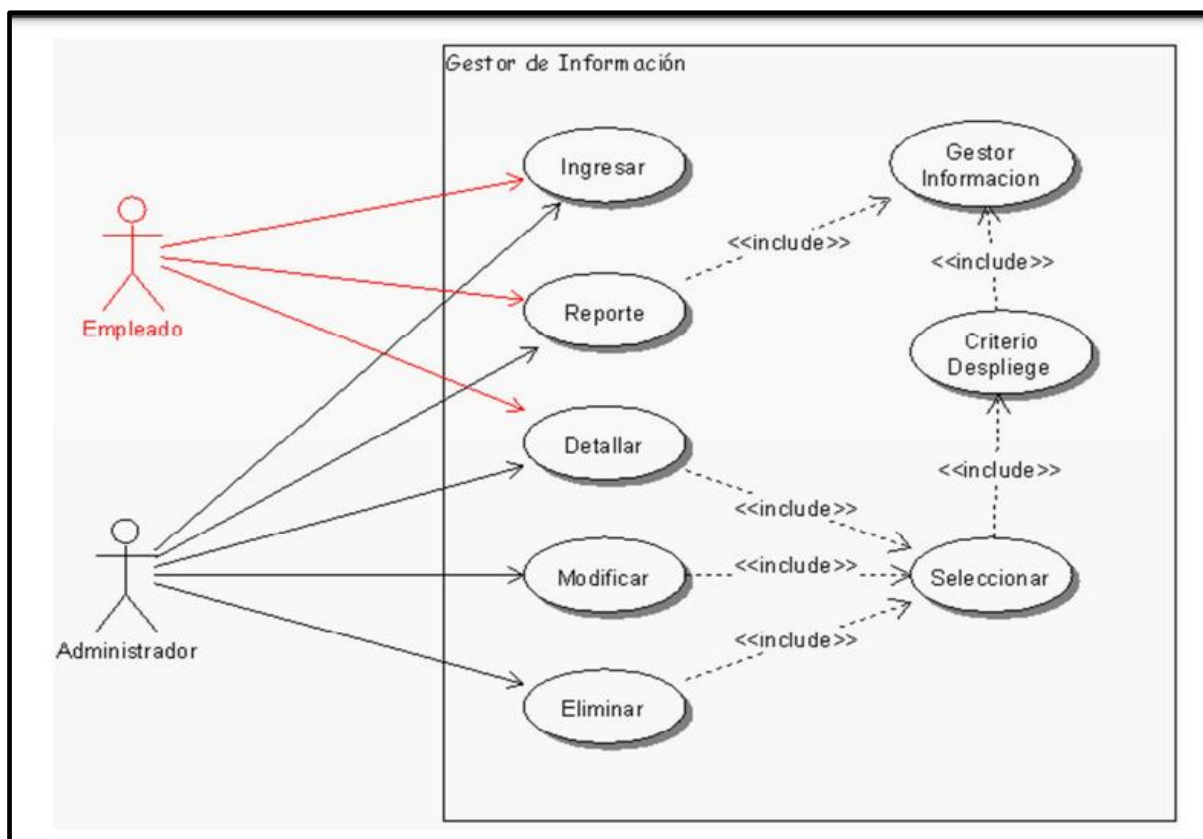 Gestor de Información
Ingresar
Gestor
Informacion
<<include>>
<<include>>
Empleado
Reporte
Criterio
Despliege
Detallar
<<include>>
<<include>>
Modificar
<<include>>
Seleccionar
Administrador
<<include>>
Eliminar